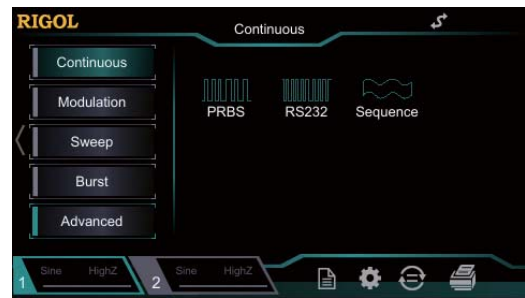 RIGOL
Continuous
Continuous
Modulation
Sweep
Burst
Advanced
PRBS RS232 Sequence
1 Sine HighZ 2 Sine HighZ